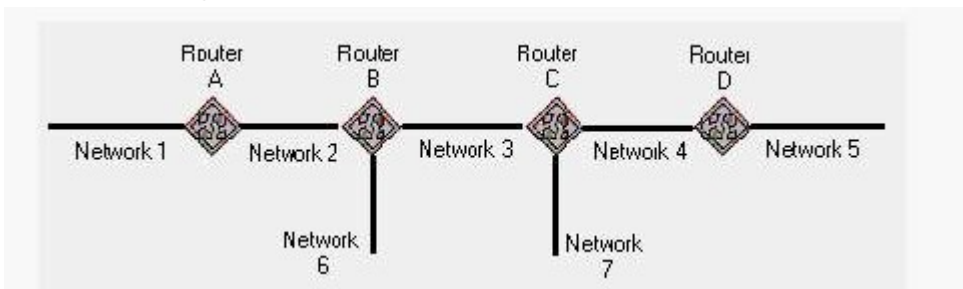 Router
A
Router
B
Router
C
Router
D
Network 1
Network 2
Network 3
Network 4
Network 5
Network
6
Network
7